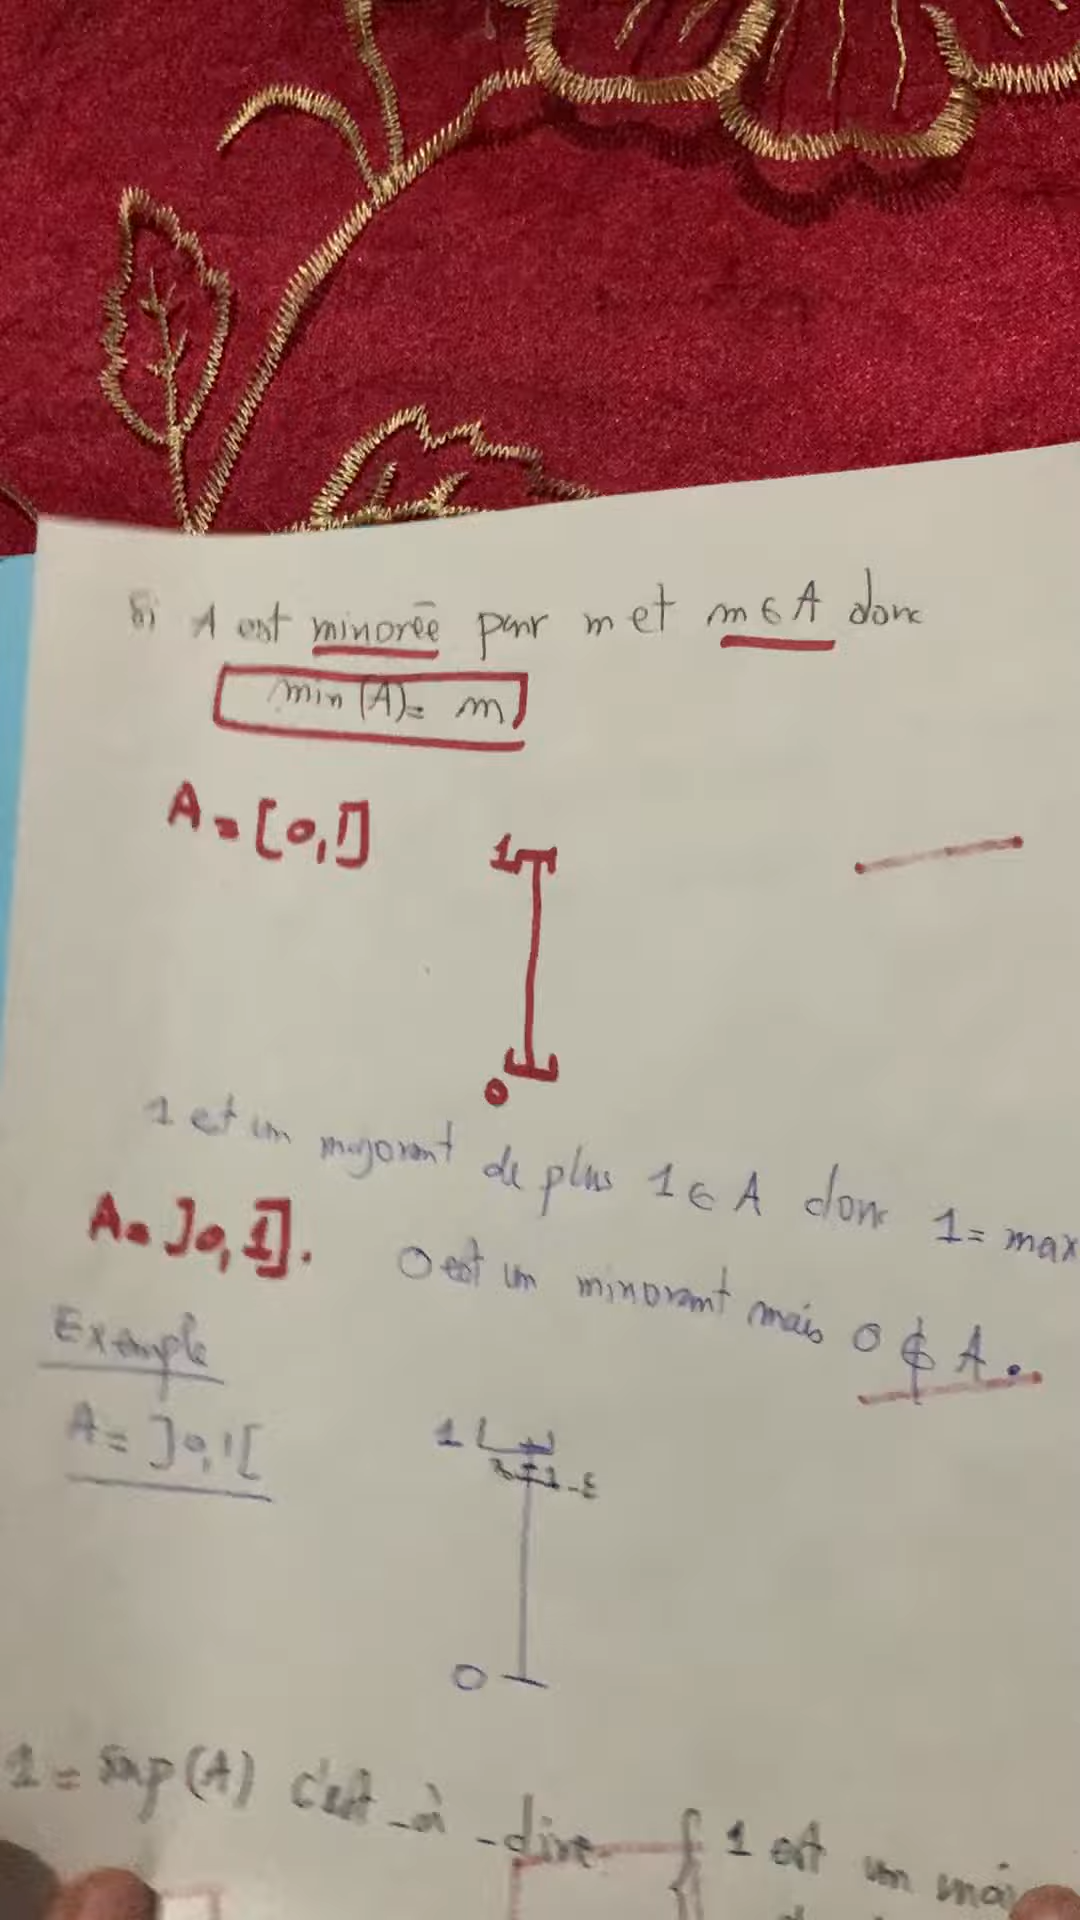 Si A est minorée par m et m ∈ A donc
min (A) = m
A = [0,1]
1
0
1 est un majorant de plus 1 ∈ A donc 1 = max
A = ]0,1].
0 est un minorant mais 0 ∉ A.
Exemple
A = ]0,1[
1
1-ε
0
1 = sup(A) c'est-à-dire { 1 est un